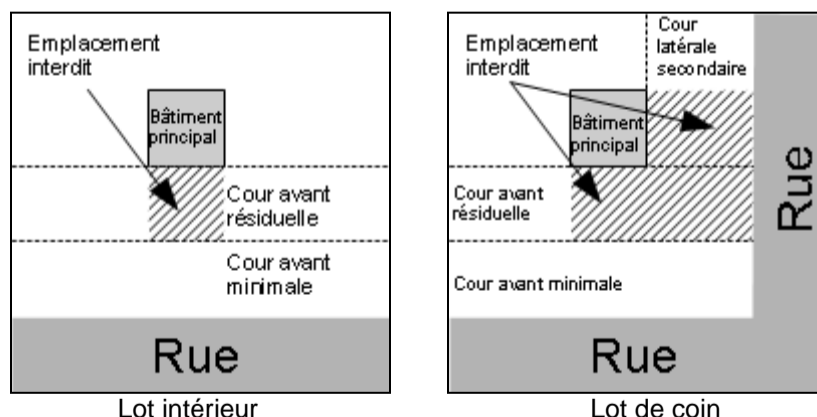 Emplacement
interdit
Bâtiment
principal
Cour avant
résiduelle
Cour avant
minimale
Rue
Lot intérieur
Emplacement
interdit
Cour
latérale
secondaire
Bâtiment
principal
Cour avant
résiduelle
Cour avant minimale
Rue
Rue
Lot de coin